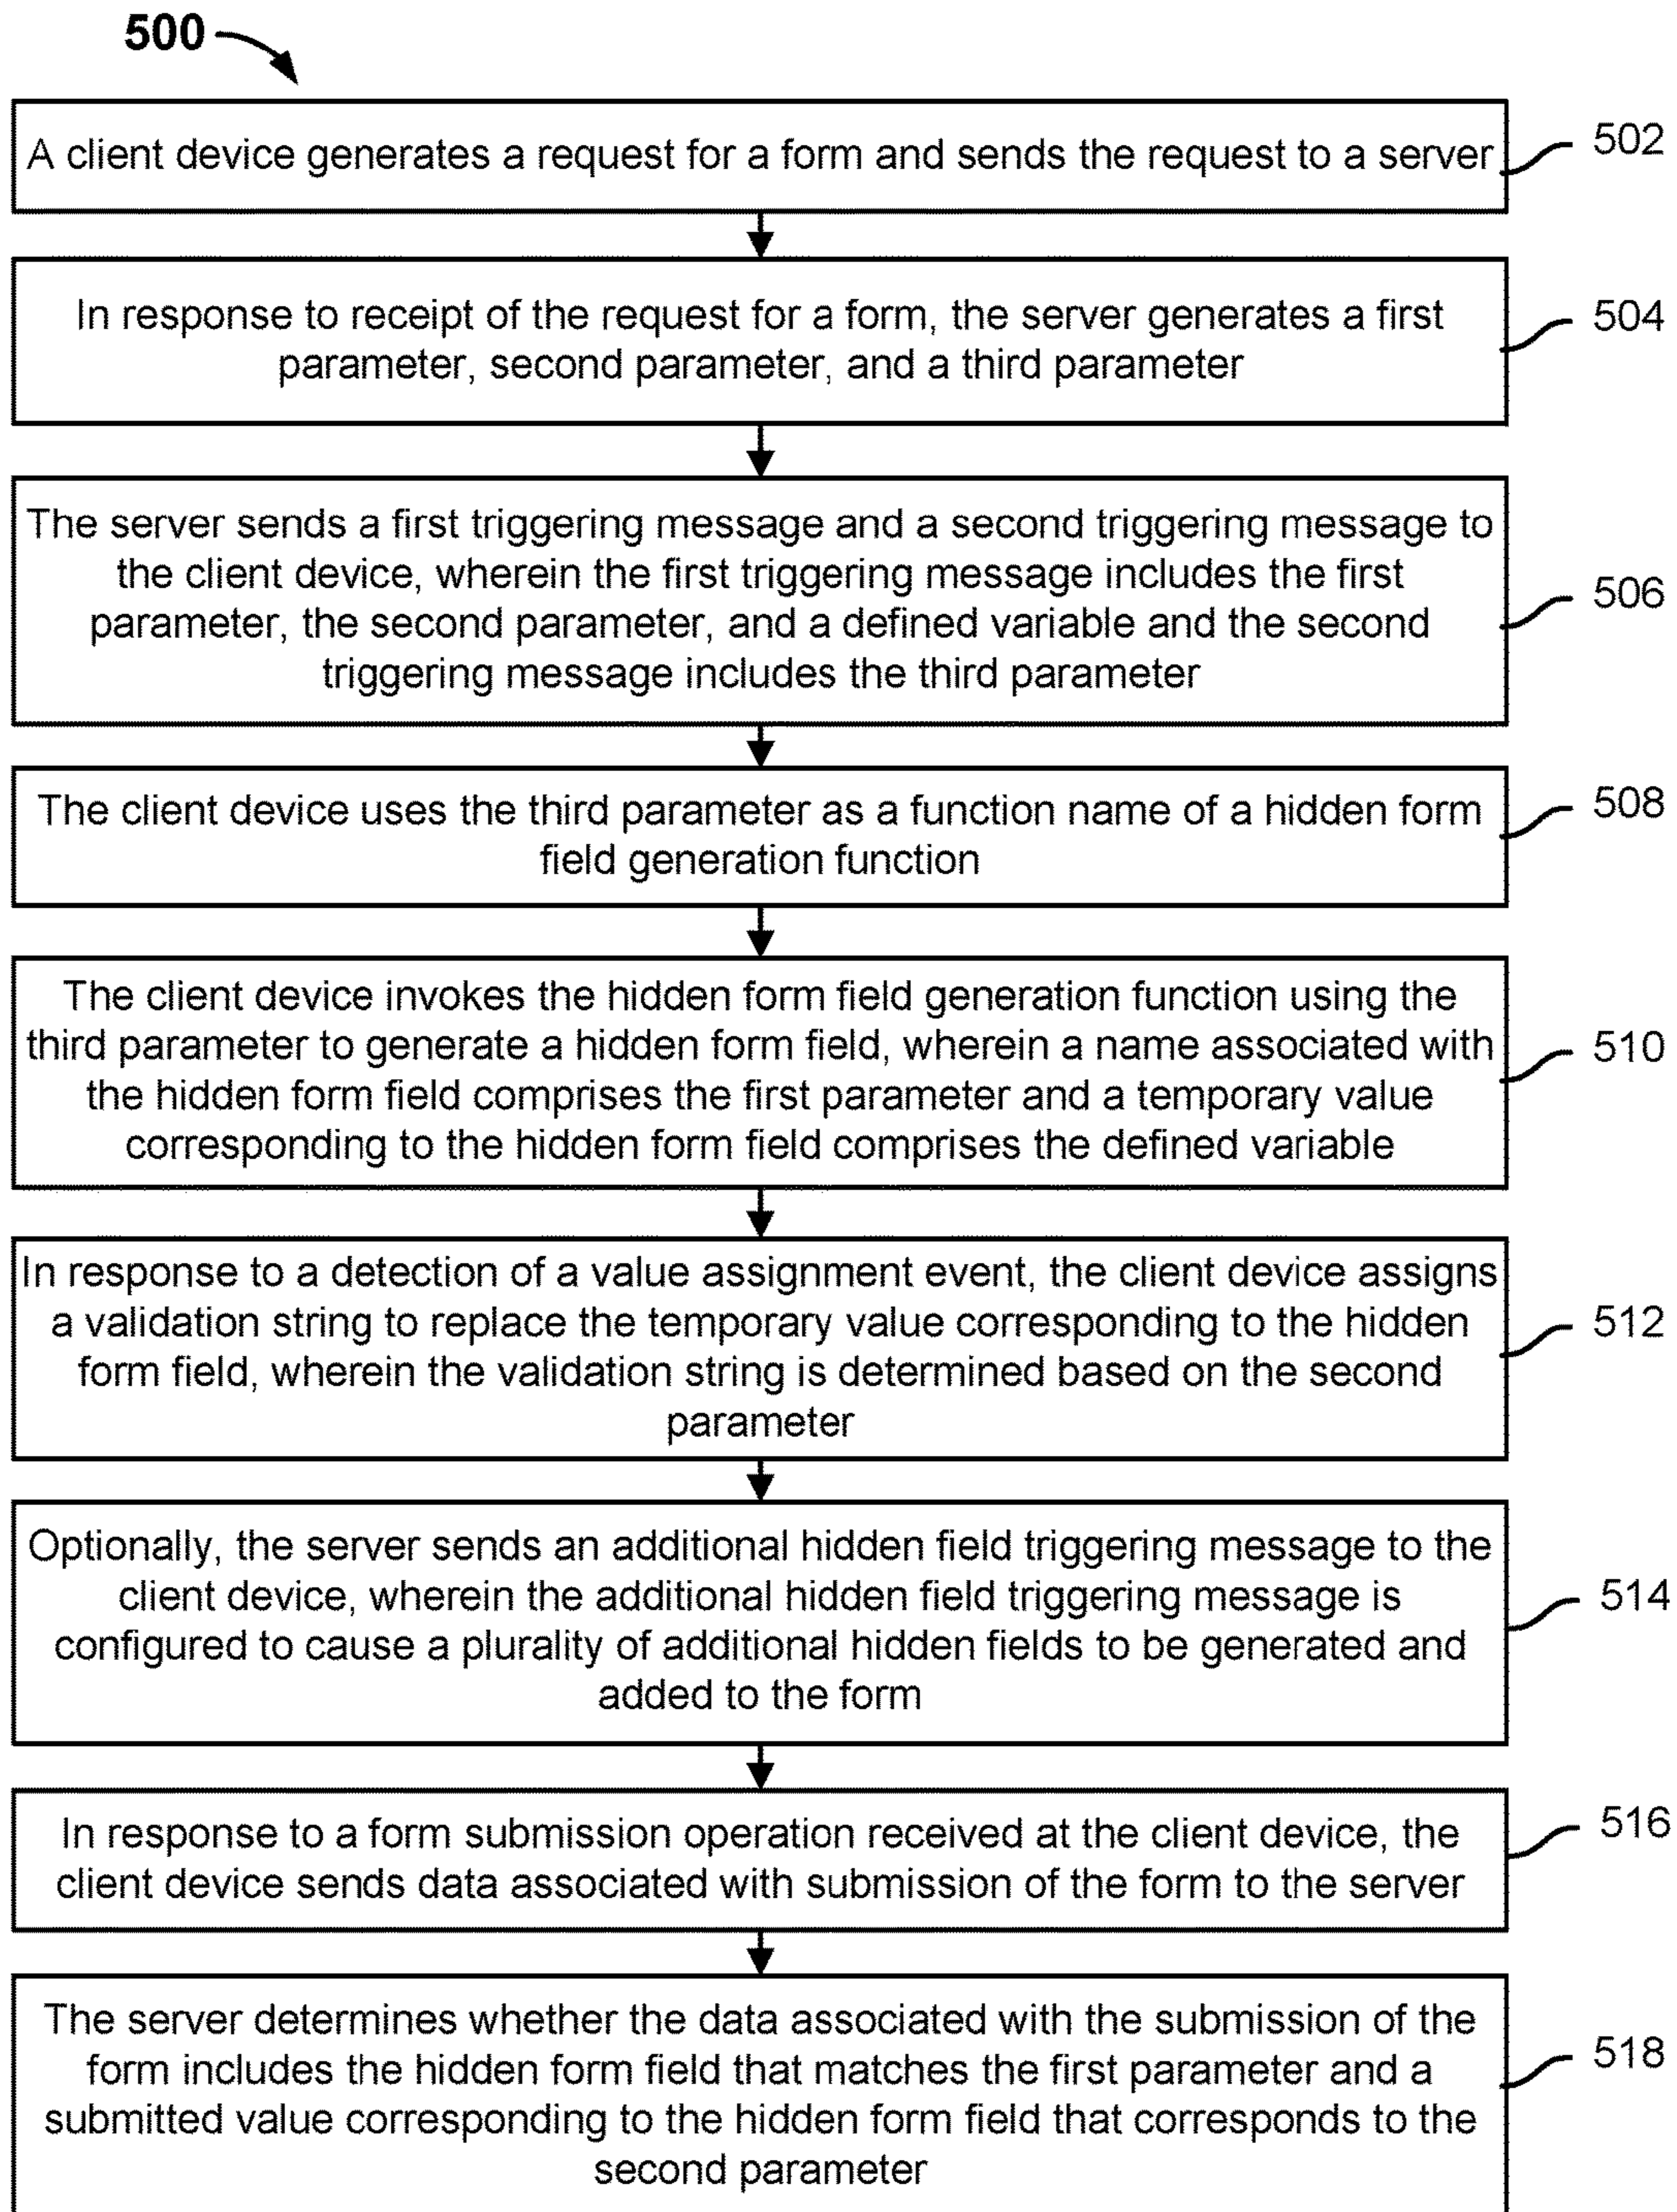 500
A client device generates a request for a form and sends the request to a server
502
In response to receipt of the request for a form, the server generates a first
parameter, second parameter, and a third parameter
504
The server sends a first triggering message and a second triggering message to
the client device, wherein the first triggering message includes the first
parameter, the second parameter, and a defined variable and the second
triggering message includes the third parameter
506
The client device uses the third parameter as a function name of a hidden form
field generation function
508
The client device invokes the hidden form field generation function using the
third parameter to generate a hidden form field, wherein a name associated with
the hidden form field comprises the first parameter and a temporary value
corresponding to the hidden form field comprises the defined variable
510
In response to a detection of a value assignment event, the client device assigns
a validation string to replace the temporary value corresponding to the hidden
form field, wherein the validation string is determined based on the second
parameter
512
Optionally, the server sends an additional hidden field triggering message to the
client device, wherein the additional hidden field triggering message is
configured to cause a plurality of additional hidden fields to be generated and
added to the form
514
In response to a form submission operation received at the client device, the
client device sends data associated with submission of the form to the server
516
The server determines whether the data associated with the submission of the
form includes the hidden form field that matches the first parameter and a
submitted value corresponding to the hidden form field that corresponds to the
second parameter
518